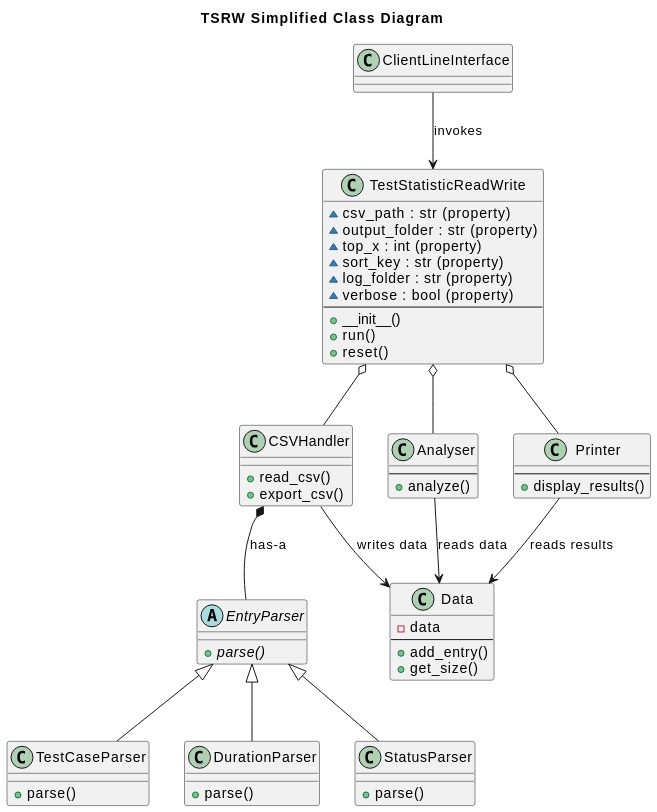 TSRW Simplified Class Diagram
C ClientLineInterface
invokes
C TestStatisticReadWrite
csv_path : str (property)
output_folder : str (property)
top_x : int (property)
sort_key : str (property)
log_folder : str (property)
verbose : bool (property)
__init__()
run()
reset()
C CSVHandler
read_csv()
export_csv()
C Analyser
analyze()
C Printer
display_results()
has-a
writes data
reads data
reads results
A EntryParser
parse()
C Data
data
add_entry()
get_size()
C TestCaseParser
parse()
C DurationParser
parse()
C StatusParser
parse()